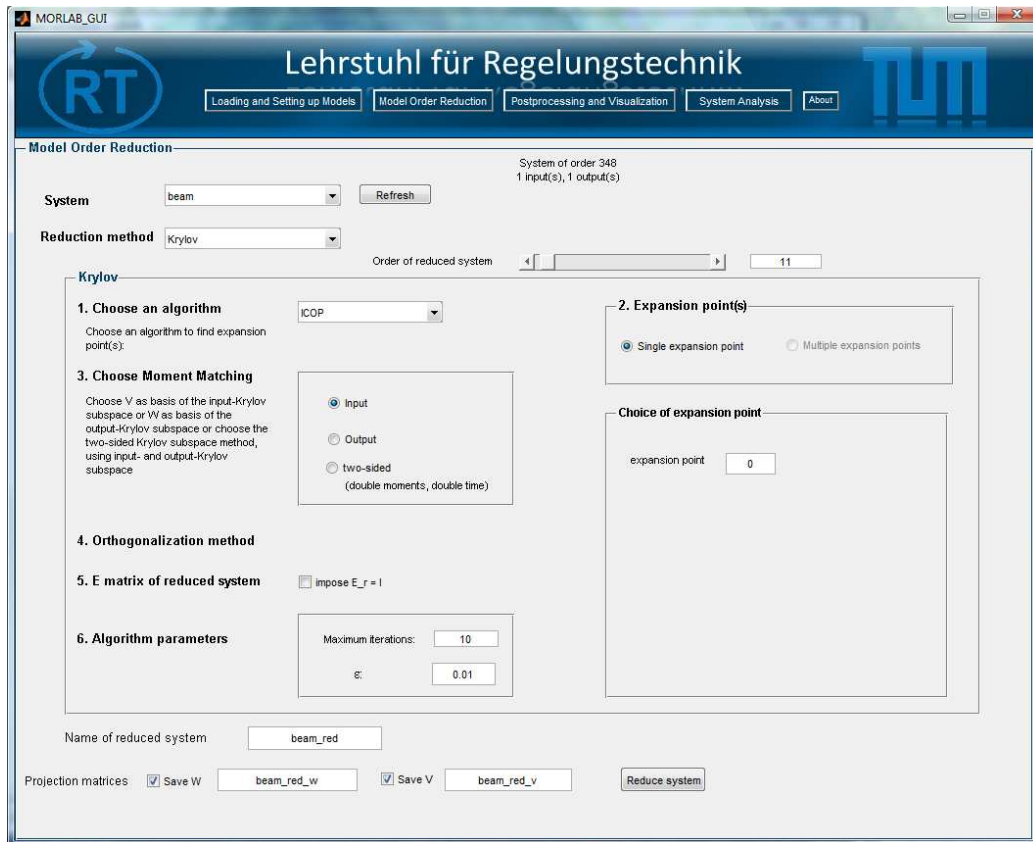 MORLAB_GUI
RT
Lehrstuhl für Regelungstechnik
TUM
Loading and Setting up Models
Model Order Reduction
Postprocessing and Visualization
System Analysis
About
Model Order Reduction
System of order 348
1 input(s), 1 output(s)
System
beam
Refresh
Reduction method
Krylov
Order of reduced system
11
Krylov
1. Choose an algorithm
ICOP
Choose an algorithm to find expansion
point(s):
2. Expansion point(s)
Single expansion point
Multiple expansion points
3. Choose Moment Matching
Choose V as basis of the input-Krylov
subspace or W as basis of the
output-Krylov subspace or choose the
two-sided Krylov subspace method,
using input- and output-Krylov
subspace
Input
Output
two-sided
(double moments, double time)
Choice of expansion point
expansion point
0
4. Orthogonalization method
5. E matrix of reduced system
impose E_r = I
6. Algorithm parameters
Maximum iterations:
10
ε:
0.01
Name of reduced system
beam_red
Projection matrices
Save W
beam_red_w
Save V
beam_red_v
Reduce system